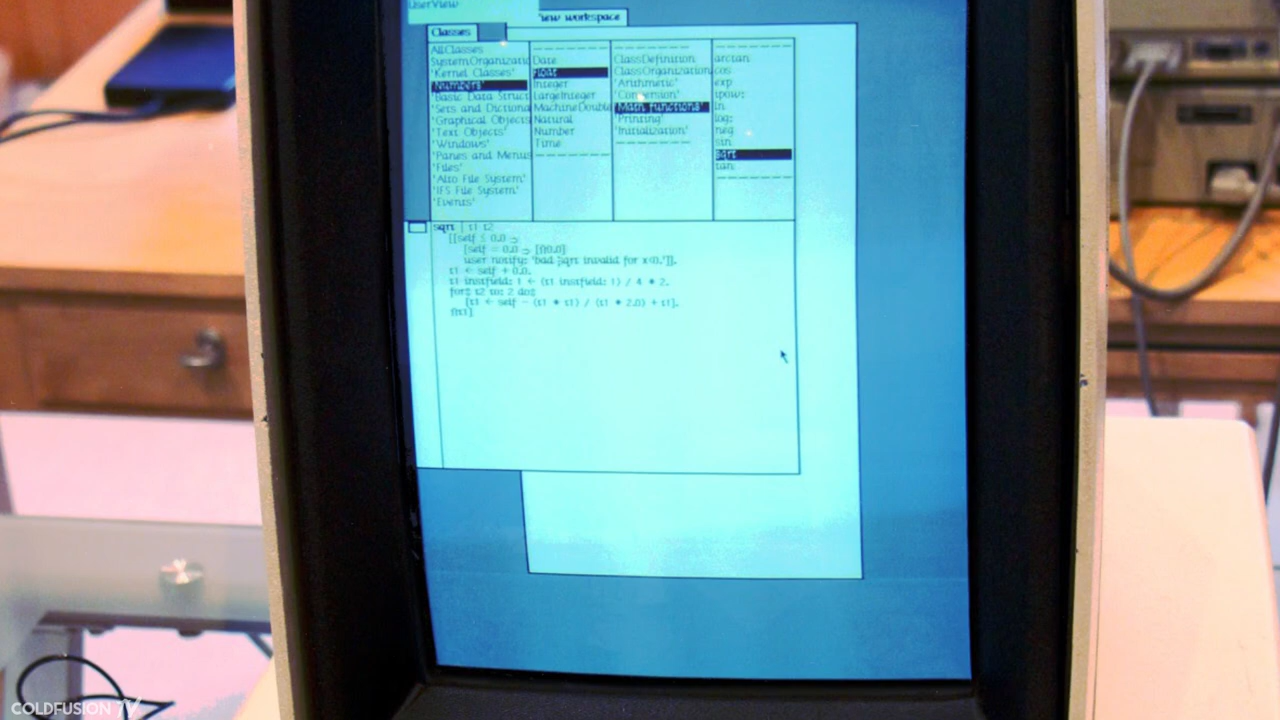 UserView
view workspace
Classes
AllClasses
SystemOrganizati
'Kernel Classes'
'Numbers'
'Basic Data Struct
'Sets and Dictiona
'Graphical Objects
'Text Objects'
'Windows'
'Panes and Menus
'Files'
'Alto File System'
'IFS File System'
'Events'
Date
Float
Integer
LargeInteger
MachineDouble
Natural
Number
Time
ClassDefinition
ClassOrganization
'Arithmetic'
'Conversion'
'Math functions'
'Printing'
'Initialization'
arctan
cos
exp
ipow:
ln
log:
neg
sin
sqrt
tan
sqrt | t1 t2
[[self ≤ 0.0 ⊃
[self = 0.0 ⊃ [⇑0.0]
user notify: 'bad sqrt invalid for x<0.']].
t1 ← self + 0.0.
t1 instfield: 1 ← (t1 instfield: 1) / 4 * 2.
for⦂ t2 to: 2 do⦂
[t1 ← self - (t1 * t1) / (t1 * 2.0) + t1].
⇑t1]
COLDFUSION TV